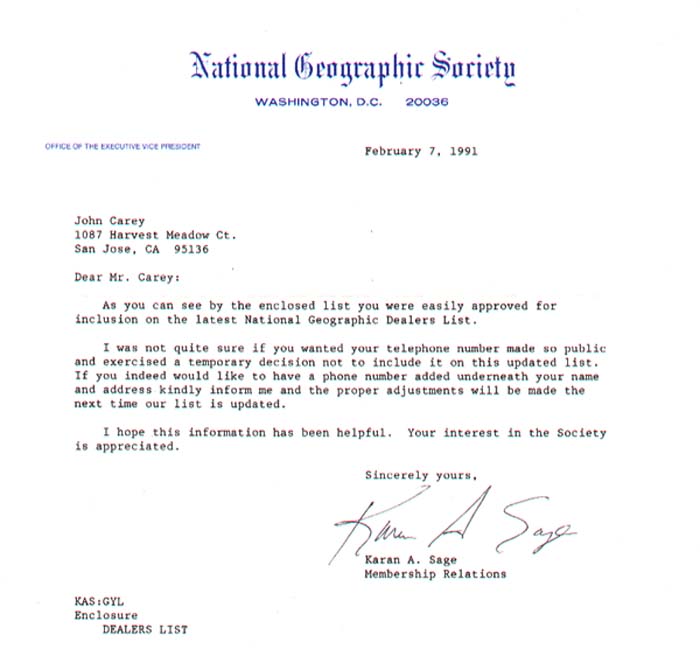 National Geographic Society
WASHINGTON, D.C. 20036
OFFICE OF THE EXECUTIVE VICE PRESIDENT
February 7, 1991
John Carey
1087 Harvest Meadow Ct.
San Jose, CA 95136
Dear Mr. Carey:
As you can see by the enclosed list you were easily approved for
inclusion on the latest National Geographic Dealers List.
I was not quite sure if you wanted your telephone number made so public
and exercised a temporary decision not to include it on this updated list.
If you indeed would like to have a phone number added underneath your name
and address kindly inform me and the proper adjustments will be made the
next time our list is updated.
I hope this information has been helpful. Your interest in the Society
is appreciated.
Sincerely yours,
Karan A Sage
Karan A. Sage
Membership Relations
KAS:GYL
Enclosure
DEALERS LIST